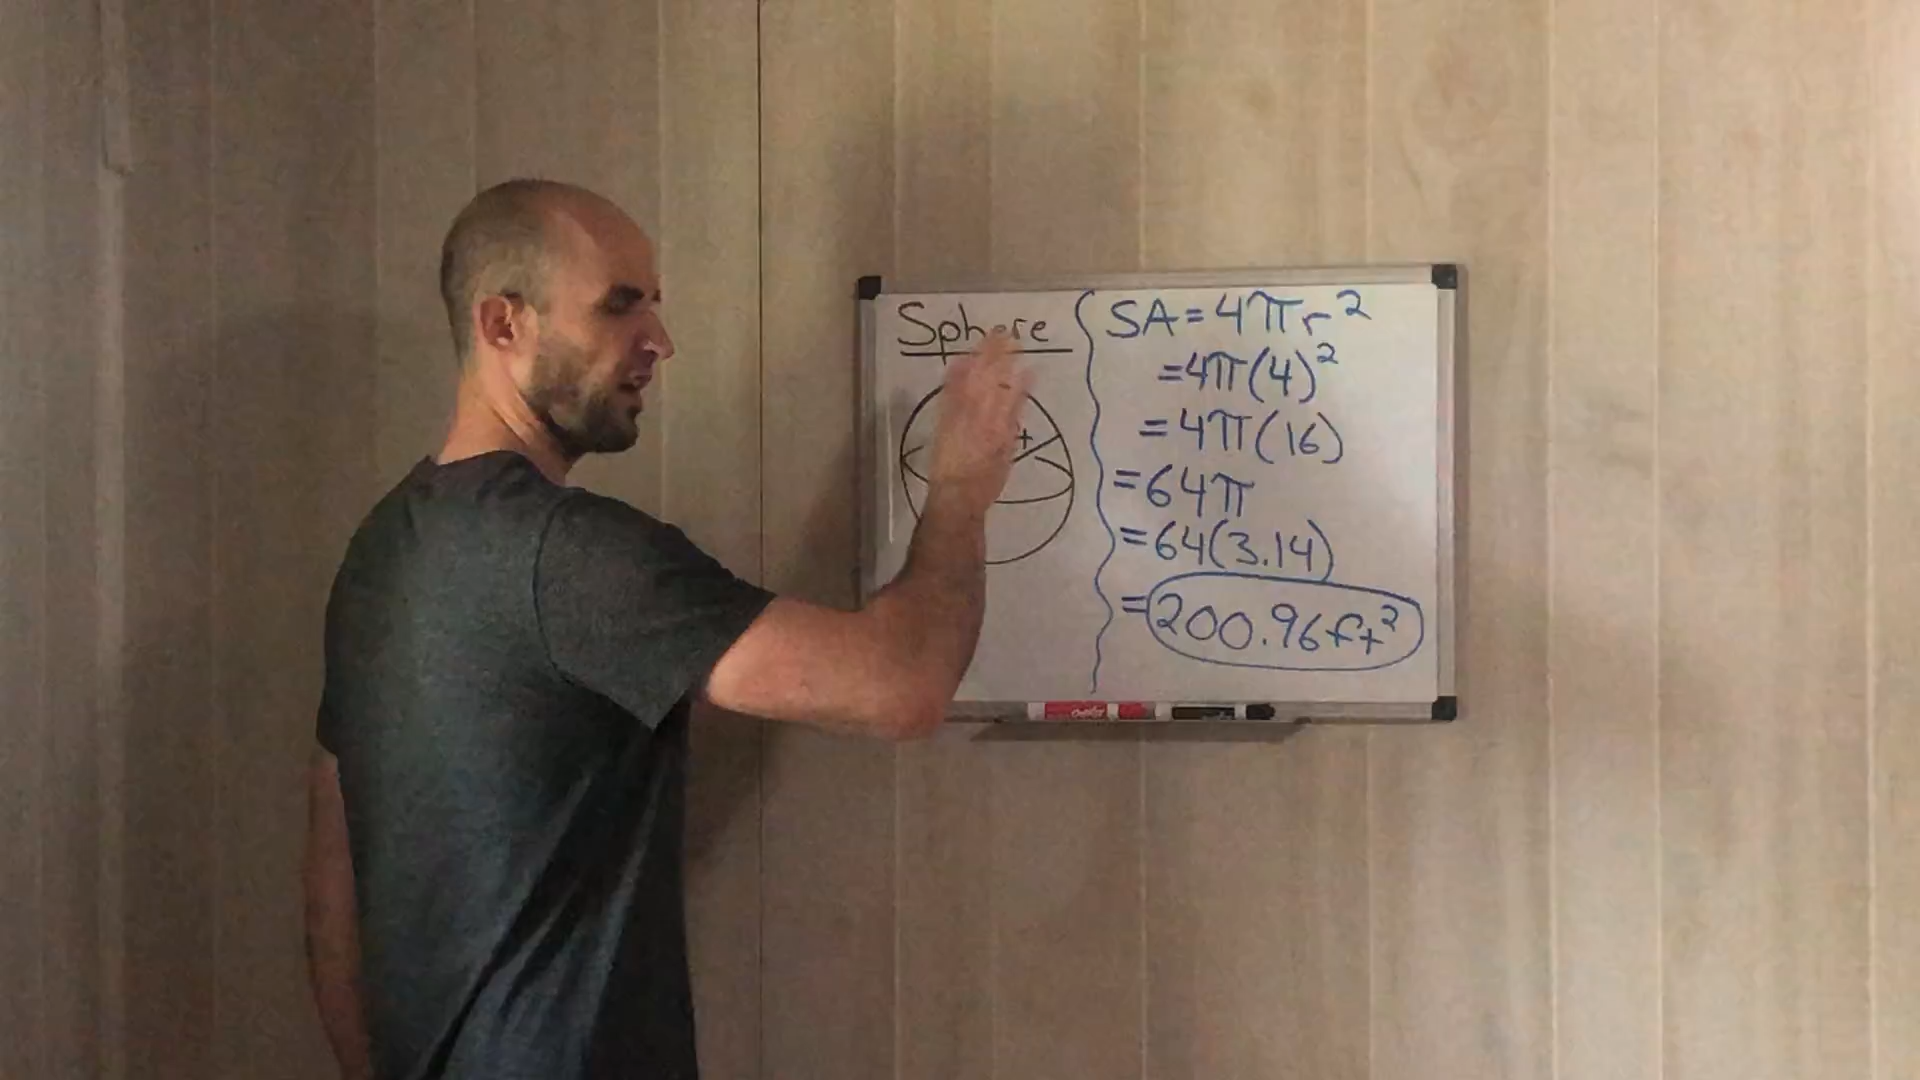 Sphere
SA = 4πr²
= 4π(4)²
= 4π(16)
= 64π
= 64(3.14)
= 200.96ft²